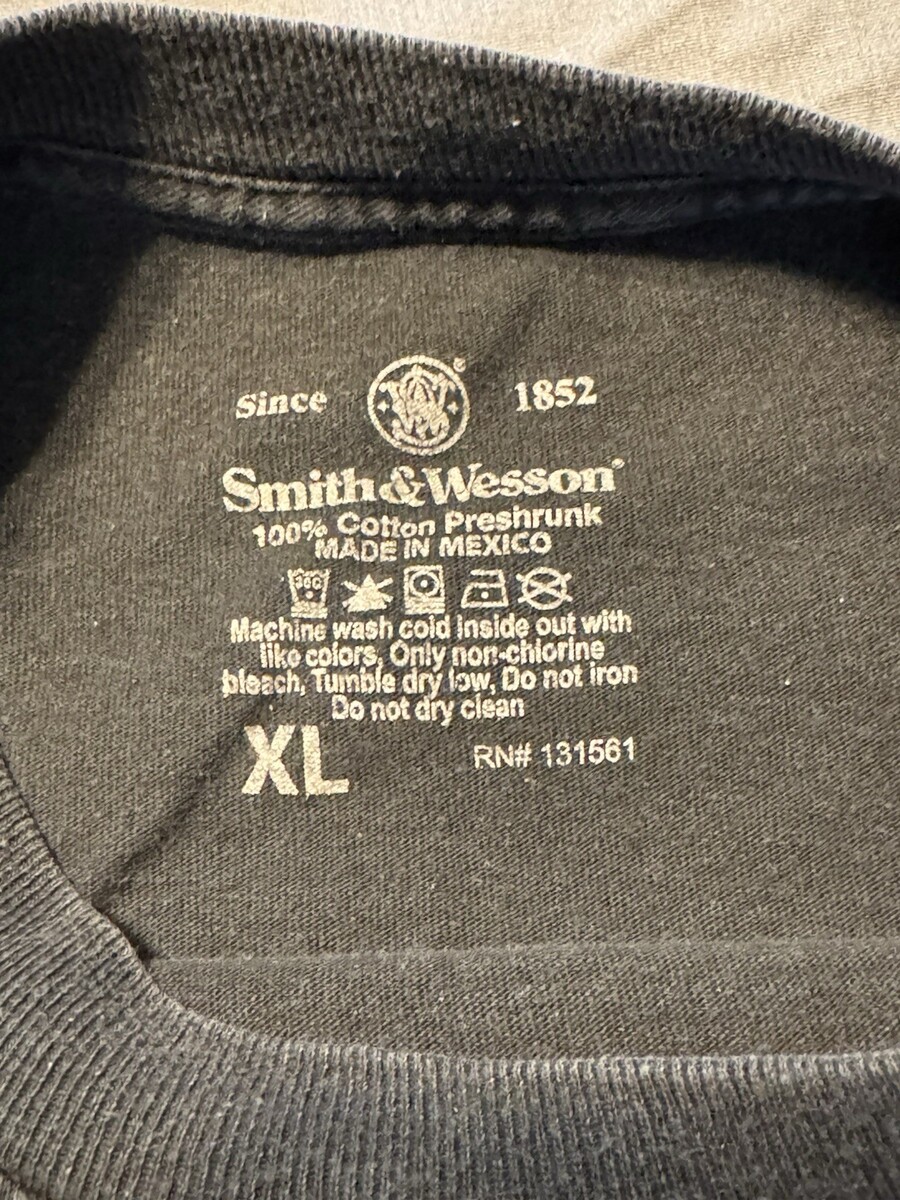 Since 1852
Smith & Wesson®
100% Cotton Preshrunk
MADE IN MEXICO
30C
Machine wash cold inside out with
like colors, Only non-chlorine
bleach, Tumble dry low, Do not iron
Do not dry clean
XL RN# 131561